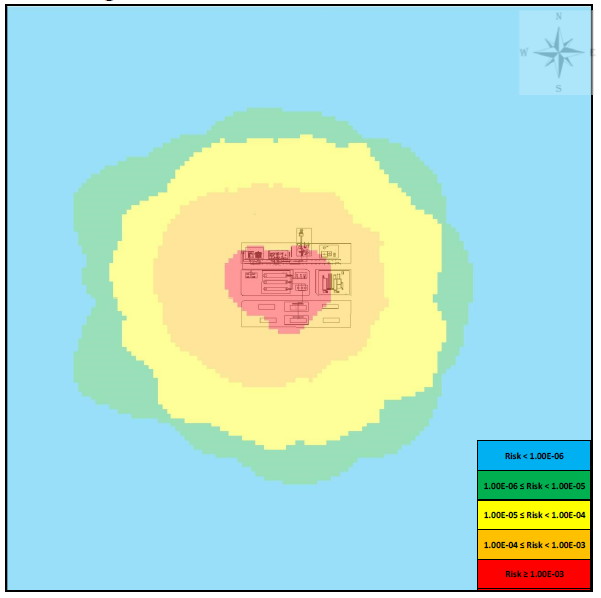 N
W
E
S
Risk < 1.00E-06
1.00E-06 ≤ Risk < 1.00E-05
1.00E-05 ≤ Risk < 1.00E-04
1.00E-04 ≤ Risk < 1.00E-03
Risk ≥ 1.00E-03